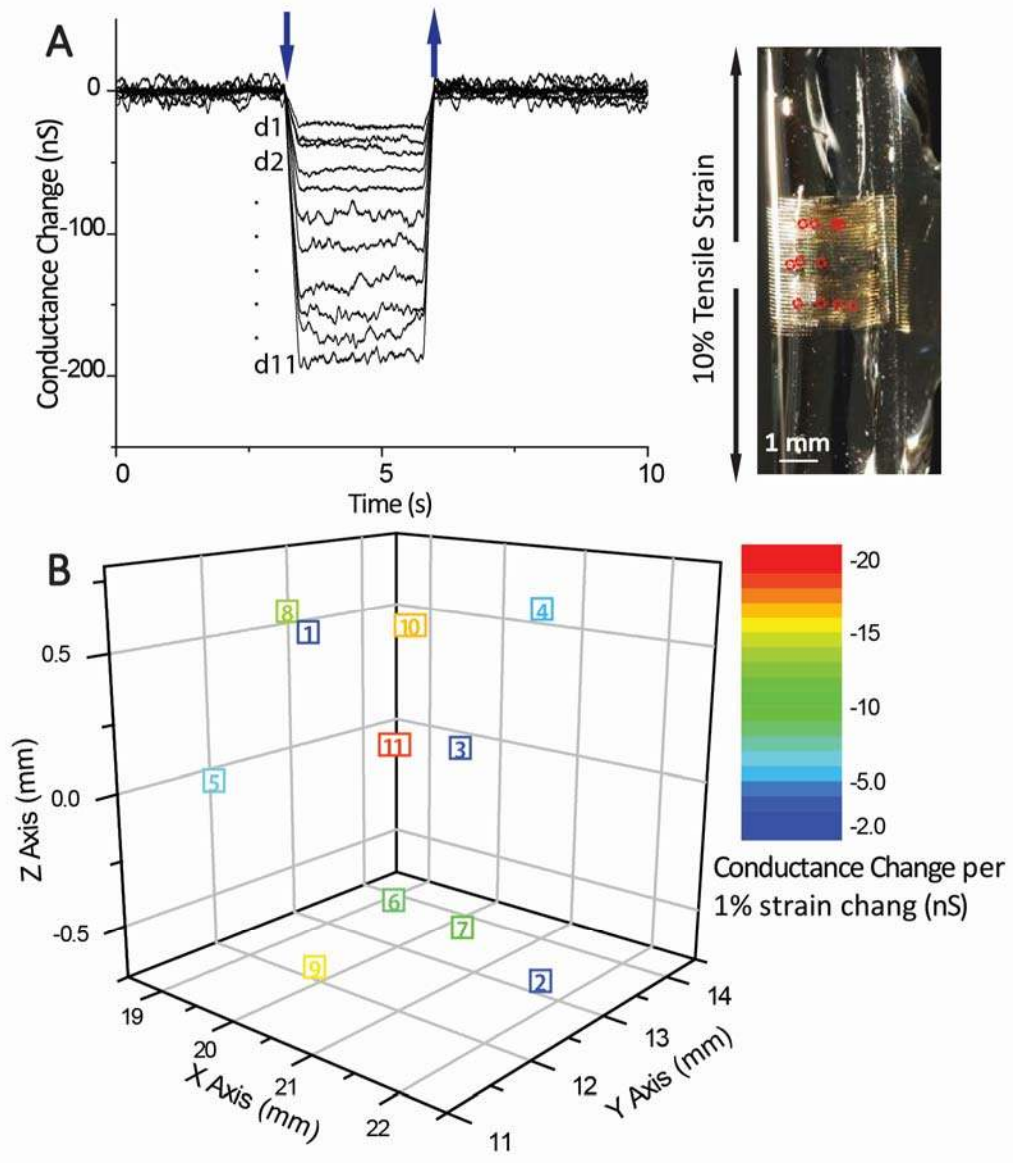 A
0
-100
-200
Conductance Change (nS)
d1
d2
d11
0
5
10
Time (s)
10% Tensile Strain
1 mm
B
0.5
0.0
-0.5
Z Axis (mm)
8
1
10
4
11
3
5
6
7
9
2
19
20
21
22
X Axis (mm)
11
12
13
14
Y Axis (mm)
-20
-15
-10
-5.0
-2.0
Conductance Change per
1% strain chang (nS)